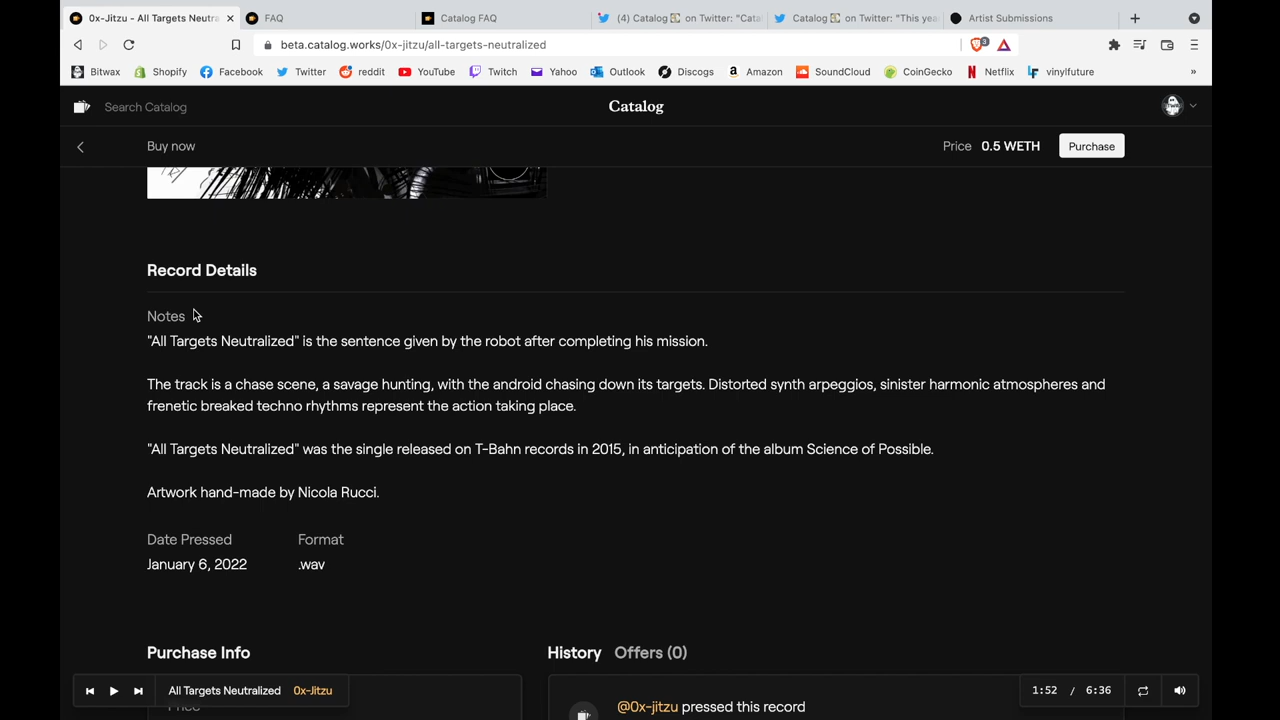 0x-Jitzu - All Targets Neutra
FAQ
Catalog FAQ
(4) Catalog on Twitter: "Cata
Catalog on Twitter: "This yea
Artist Submissions
beta.catalog.works/0x-jitzu/all-targets-neutralized
3
Bitwax
Shopify
Facebook
Twitter
reddit
YouTube
Twitch
Yahoo
Outlook
Discogs
Amazon
SoundCloud
CoinGecko
Netflix
vinylfuture
»
Search Catalog
Catalog
Buy now
Price 0.5 WETH
Purchase
Record Details
Notes
"All Targets Neutralized" is the sentence given by the robot after completing his mission.
The track is a chase scene, a savage hunting, with the android chasing down its targets. Distorted synth arpeggios, sinister harmonic atmospheres and
frenetic breaked techno rhythms represent the action taking place.
"All Targets Neutralized" was the single released on T-Bahn records in 2015, in anticipation of the album Science of Possible.
Artwork hand-made by Nicola Rucci.
Date Pressed Format
January 6, 2022 .wav
Purchase Info
History Offers (0)
All Targets Neutralized 0x-Jitzu
1:52 / 6:36
Price
@0x-jitzu pressed this record